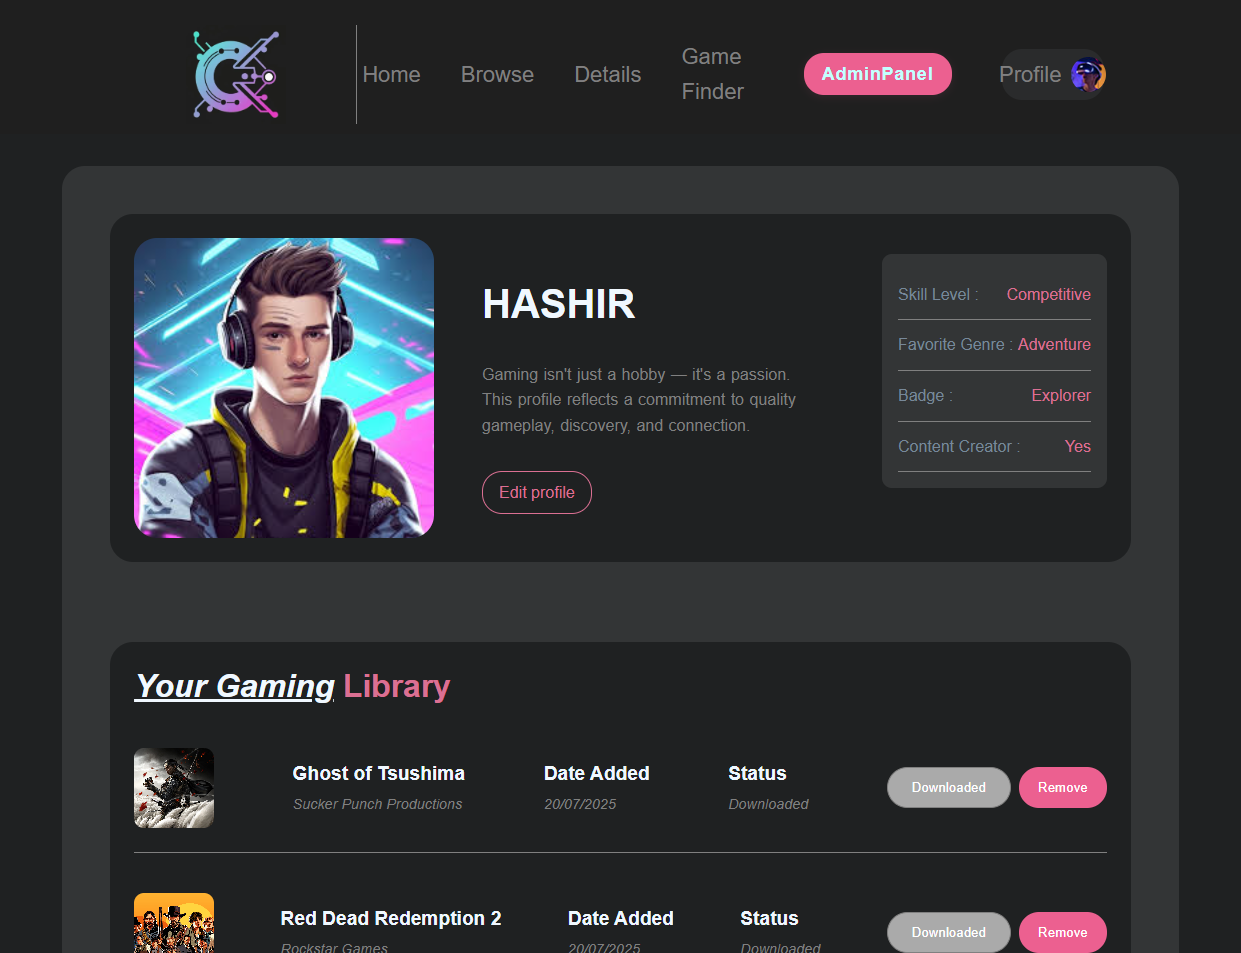 Home
Browse
Details
Game
Finder
AdminPanel
Profile
HASHIR
Gaming isn't just a hobby — it's a passion.
This profile reflects a commitment to quality
gameplay, discovery, and connection.
Edit profile
Skill Level : Competitive
Favorite Genre : Adventure
Badge : Explorer
Content Creator : Yes
Your Gaming Library
Ghost of Tsushima
Sucker Punch Productions
Date Added
20/07/2025
Status
Downloaded
Downloaded
Remove
Red Dead Redemption 2
Rockstar Games
Date Added
20/07/2025
Status
Downloaded
Downloaded
Remove